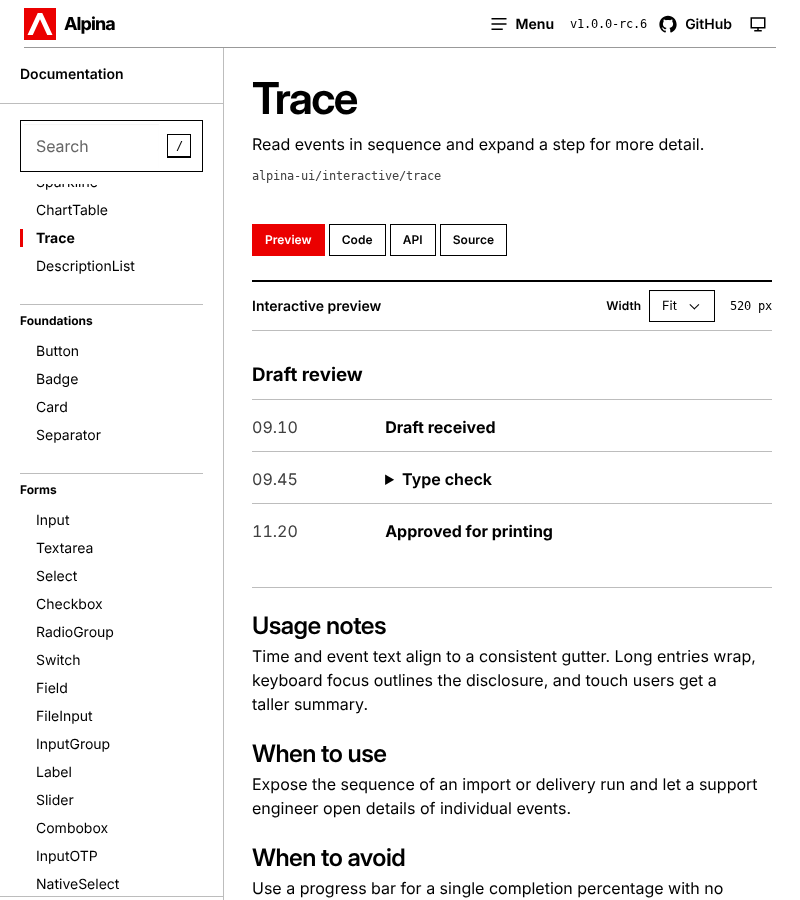 Alpina
Menu
v1.0.0-rc.6
GitHub
Documentation
Search /
Sparkline
ChartTable
Trace
DescriptionList
Foundations
Button
Badge
Card
Separator
Forms
Input
Textarea
Select
Checkbox
RadioGroup
Switch
Field
FileInput
InputGroup
Label
Slider
Combobox
InputOTP
NativeSelect
Trace
Read events in sequence and expand a step for more detail.
alpina-ui/interactive/trace
Preview Code API Source
Interactive preview Width Fit 520 px
Draft review
09.10 Draft received
09.45 Type check
11.20 Approved for printing
Usage notes
Time and event text align to a consistent gutter. Long entries wrap,
keyboard focus outlines the disclosure, and touch users get a
taller summary.
When to use
Expose the sequence of an import or delivery run and let a support
engineer open details of individual events.
When to avoid
Use a progress bar for a single completion percentage with no